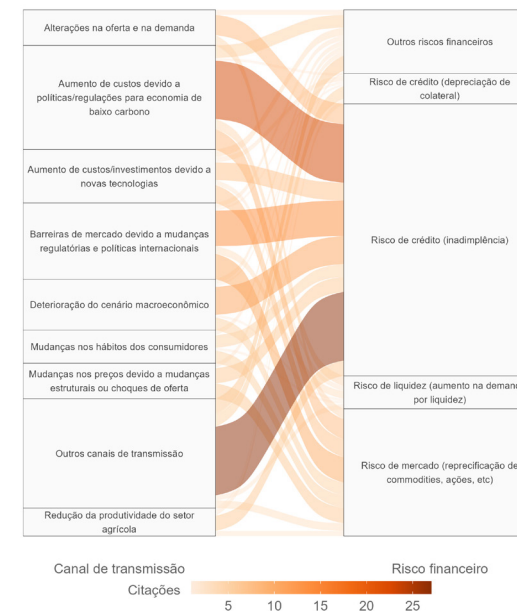 Alterações na oferta e na demanda
Aumento de custos devido a
políticas/regulações para economia de
baixo carbono
Aumento de custos/investimentos devido a
novas tecnologias
Barreiras de mercado devido a mudanças
regulatórias e políticas internacionais
Deterioração do cenário macroeconômico
Mudanças nos hábitos dos consumidores
Mudanças nos preços devido a mudanças
estruturais ou choques de oferta
Outros canais de transmissão
Redução da produtividade do setor
agrícola
Outros riscos financeiros
Risco de crédito (depreciação de
colateral)
Risco de crédito (inadimplência)
Risco de liquidez (aumento na demand
por liquidez)
Risco de mercado (reprecificação de
commodities, ações, etc)
Canal de transmissão
Risco financeiro
Citações
5 10 15 20 25